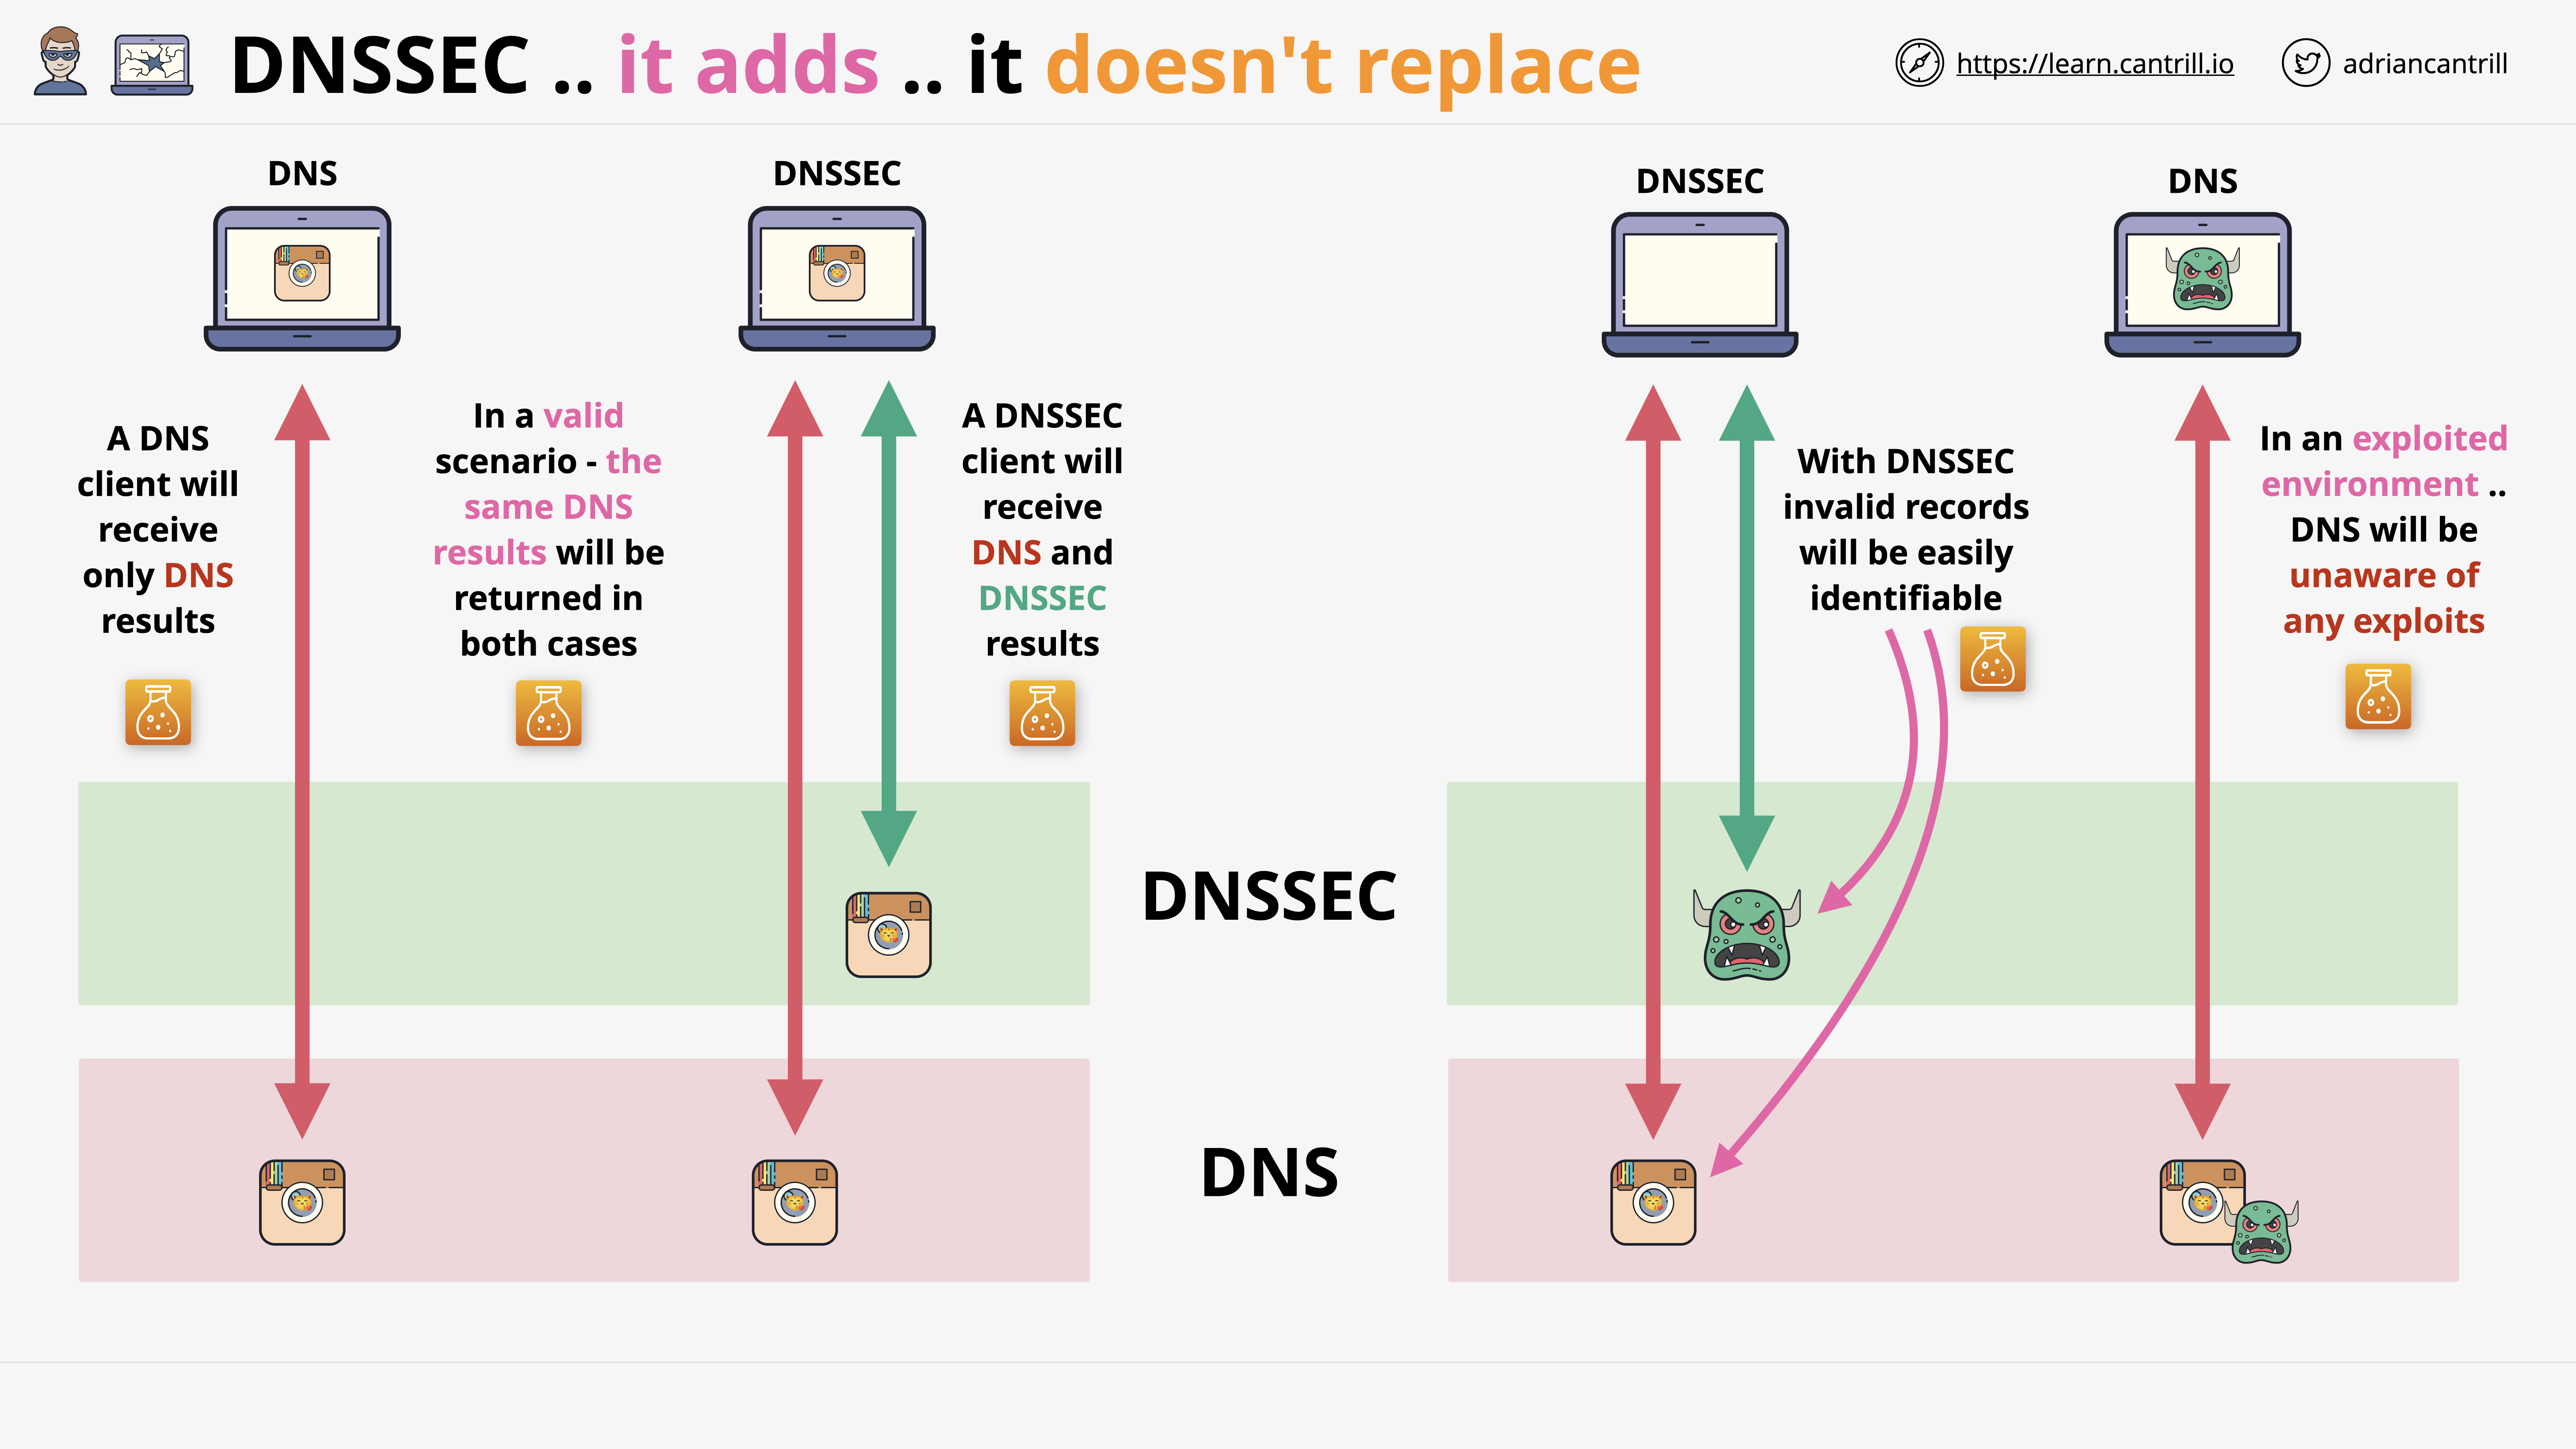 DNSSEC .. it adds .. it doesn't replace
https://learn.cantrill.io
adriancantrill
DNS
A DNS
client will
receive
only DNS
results
In a valid
scenario - the
same DNS
results will be
returned in
both cases
DNSSEC
A DNSSEC
client will
receive
DNS and
DNSSEC
results
DNSSEC
With DNSSEC
invalid records
will be easily
identifiable
DNS
In an exploited
environment ..
DNS will be
unaware of
any exploits
DNSSEC
DNS